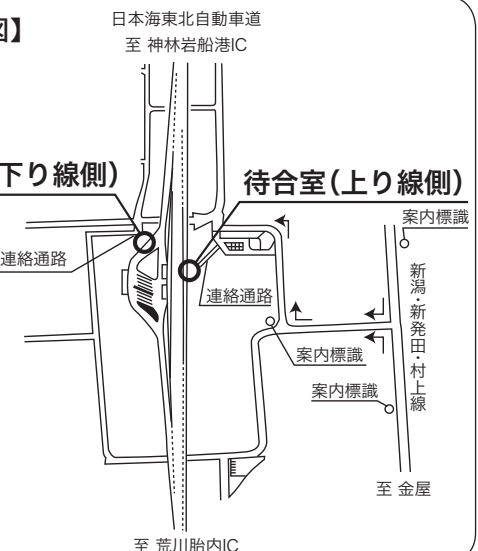 図】
日本海東北自動車道
至 神林岩船港IC
下り線側）
待合室（上り線側）
案内標識
連絡通路
連絡通路
新潟・新発田・村上線
案内標識
案内標識
至 金屋
至 荒川胎内IC